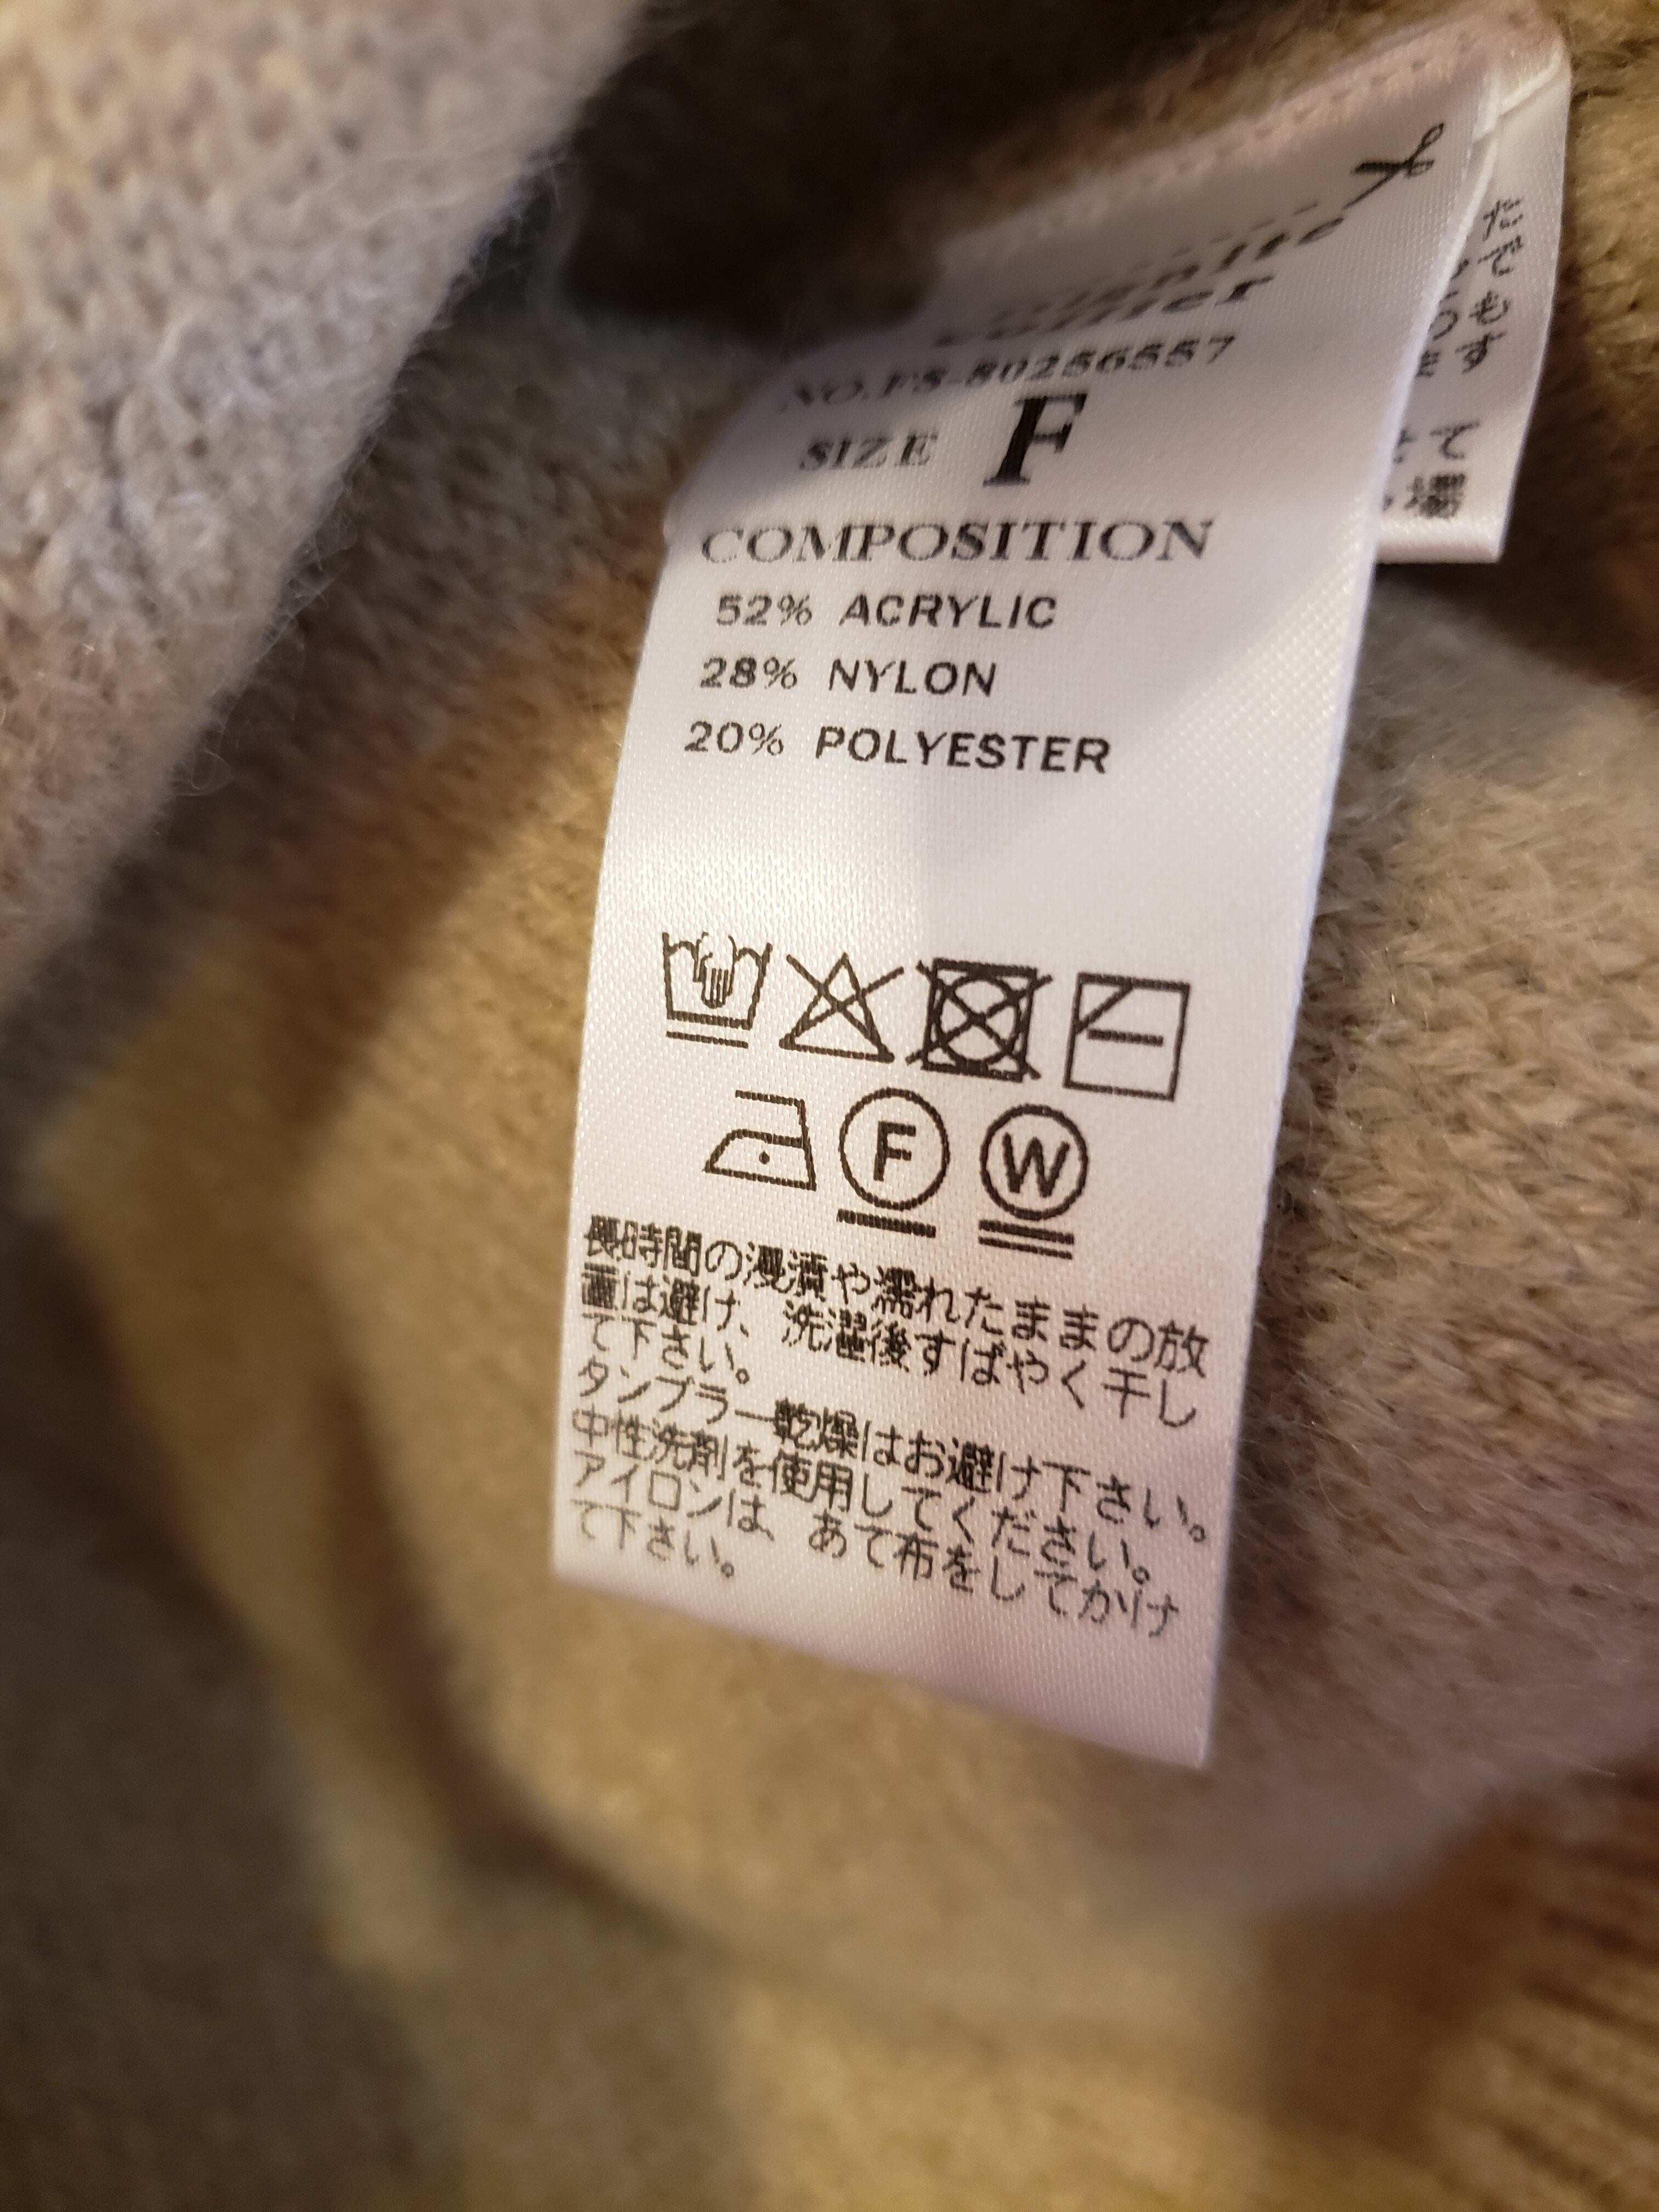 NO.FS-80256557
SIZE F
COMPOSITION
52% ACRYLIC
28% NYLON
20% POLYESTER
F W
長時間の浸漬や濡れたままの放
置は避け、洗濯後すばやく干し
て下さい。
タンブラー乾燥はお避け下さい。
中性洗剤を使用してください。
アイロンは、あて布をしてかけ
て下さい。